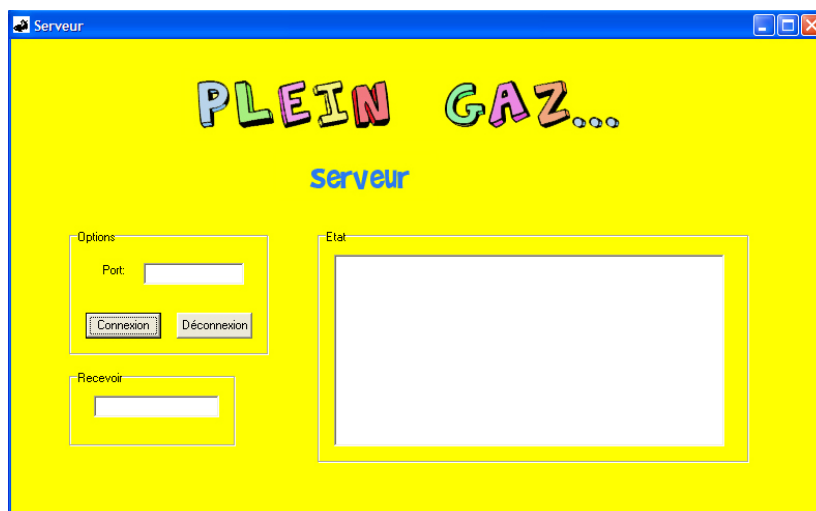 Serveur
PLEIN GAZ...
Serveur
Options
Port:
Connexion Déconnexion
Recevoir
Etat